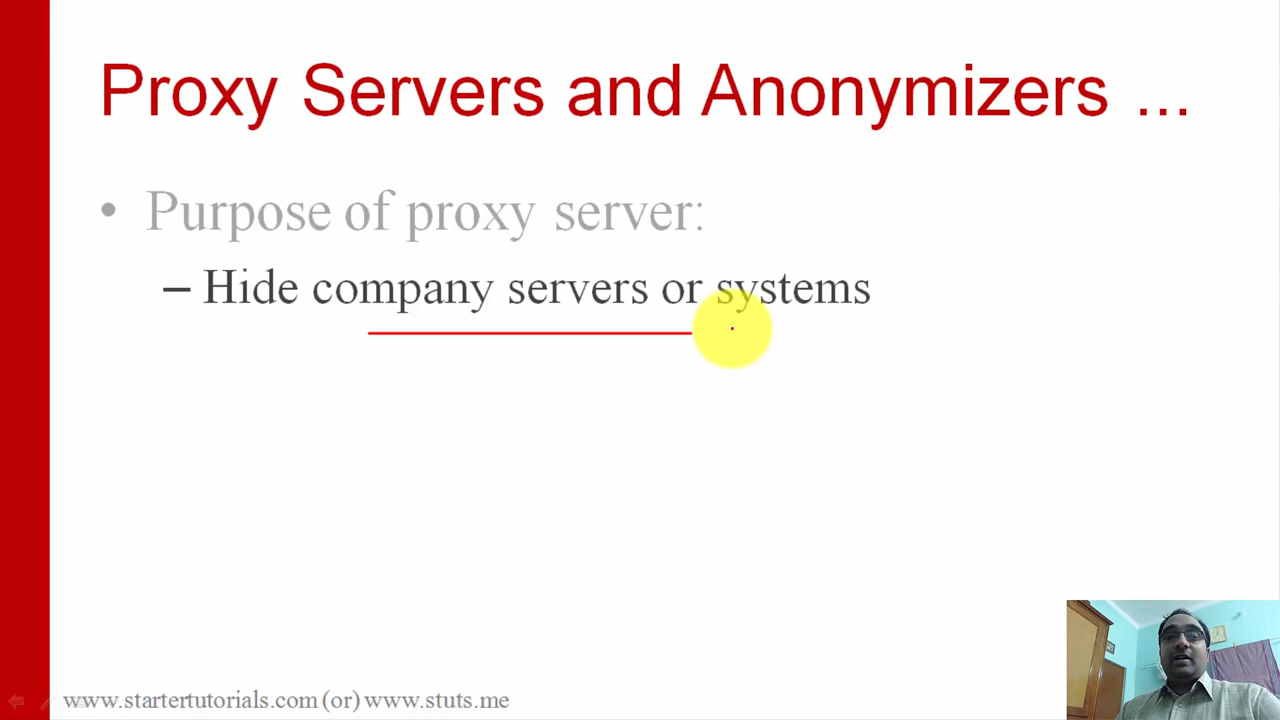 Proxy Servers and Anonymizers ...
• Purpose of proxy server:
– Hide company servers or systems
www.startertutorials.com (or) www.stuts.me